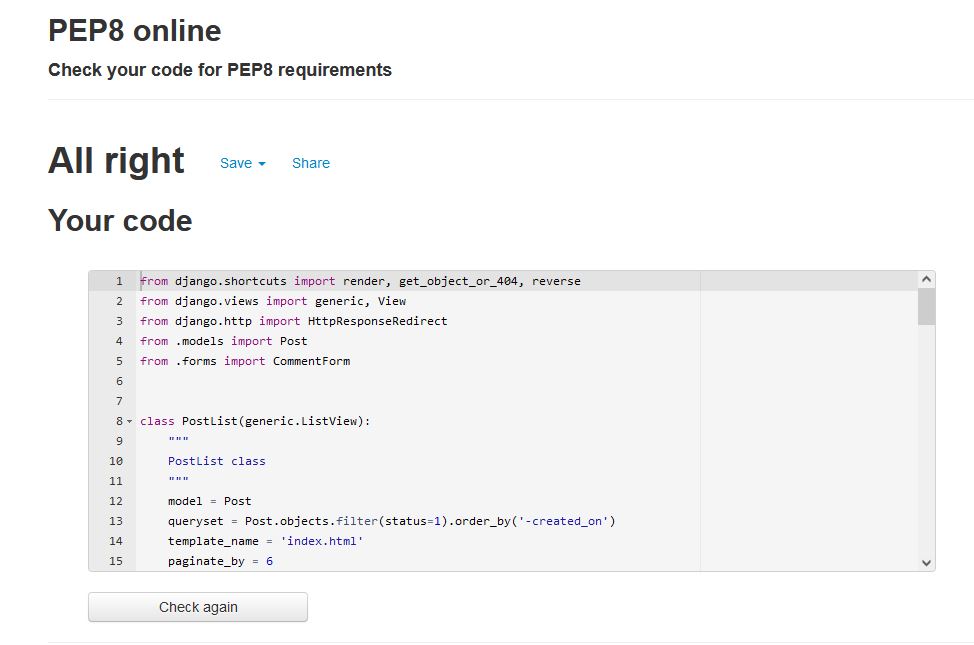 PEP8 online
Check your code for PEP8 requirements
All right Save Share
Your code
1 from django.shortcuts import render, get_object_or_404, reverse
2 from django.views import generic, View
3 from django.http import HttpResponseRedirect
4 from .models import Post
5 from .forms import CommentForm
6
7
8 class PostList(generic.ListView):
9 """
10 PostList class
11 """
12 model = Post
13 queryset = Post.objects.filter(status=1).order_by('-created_on')
14 template_name = 'index.html'
15 paginate_by = 6
Check again